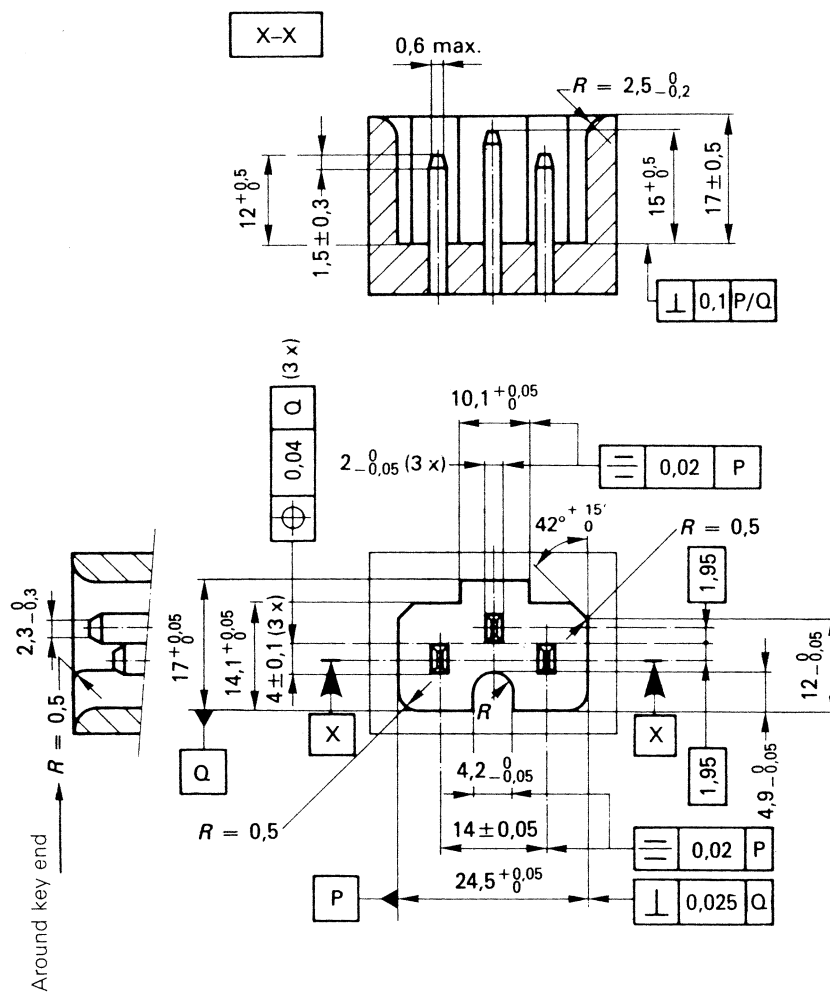 X–X
0,6 max.
R = 2,5 0 -0,2
12 +0,5 0
1,5 ± 0,3
15 +0,5 0
17 ± 0,5
⊥ 0,1 P/Q
⌖ 0,04 Q (3 x)
10,1 +0,05 0
2 0 -0,05 (3 x)
⌯ 0,02 P
42° + 15' 0
R = 0,5
1,95
2,3 0 -0,3
17 +0,05 0
14,1 +0,05 0
4 ± 0,1 (3 x)
12 0 -0,05
R = 0,5
X
R
X
Q
4,2 0 -0,05
1,95
4,9 0 -0,05
R = 0,5
14 ± 0,05
⌯ 0,02 P
P
24,5 +0,05 0
⊥ 0,025 Q
Around key end